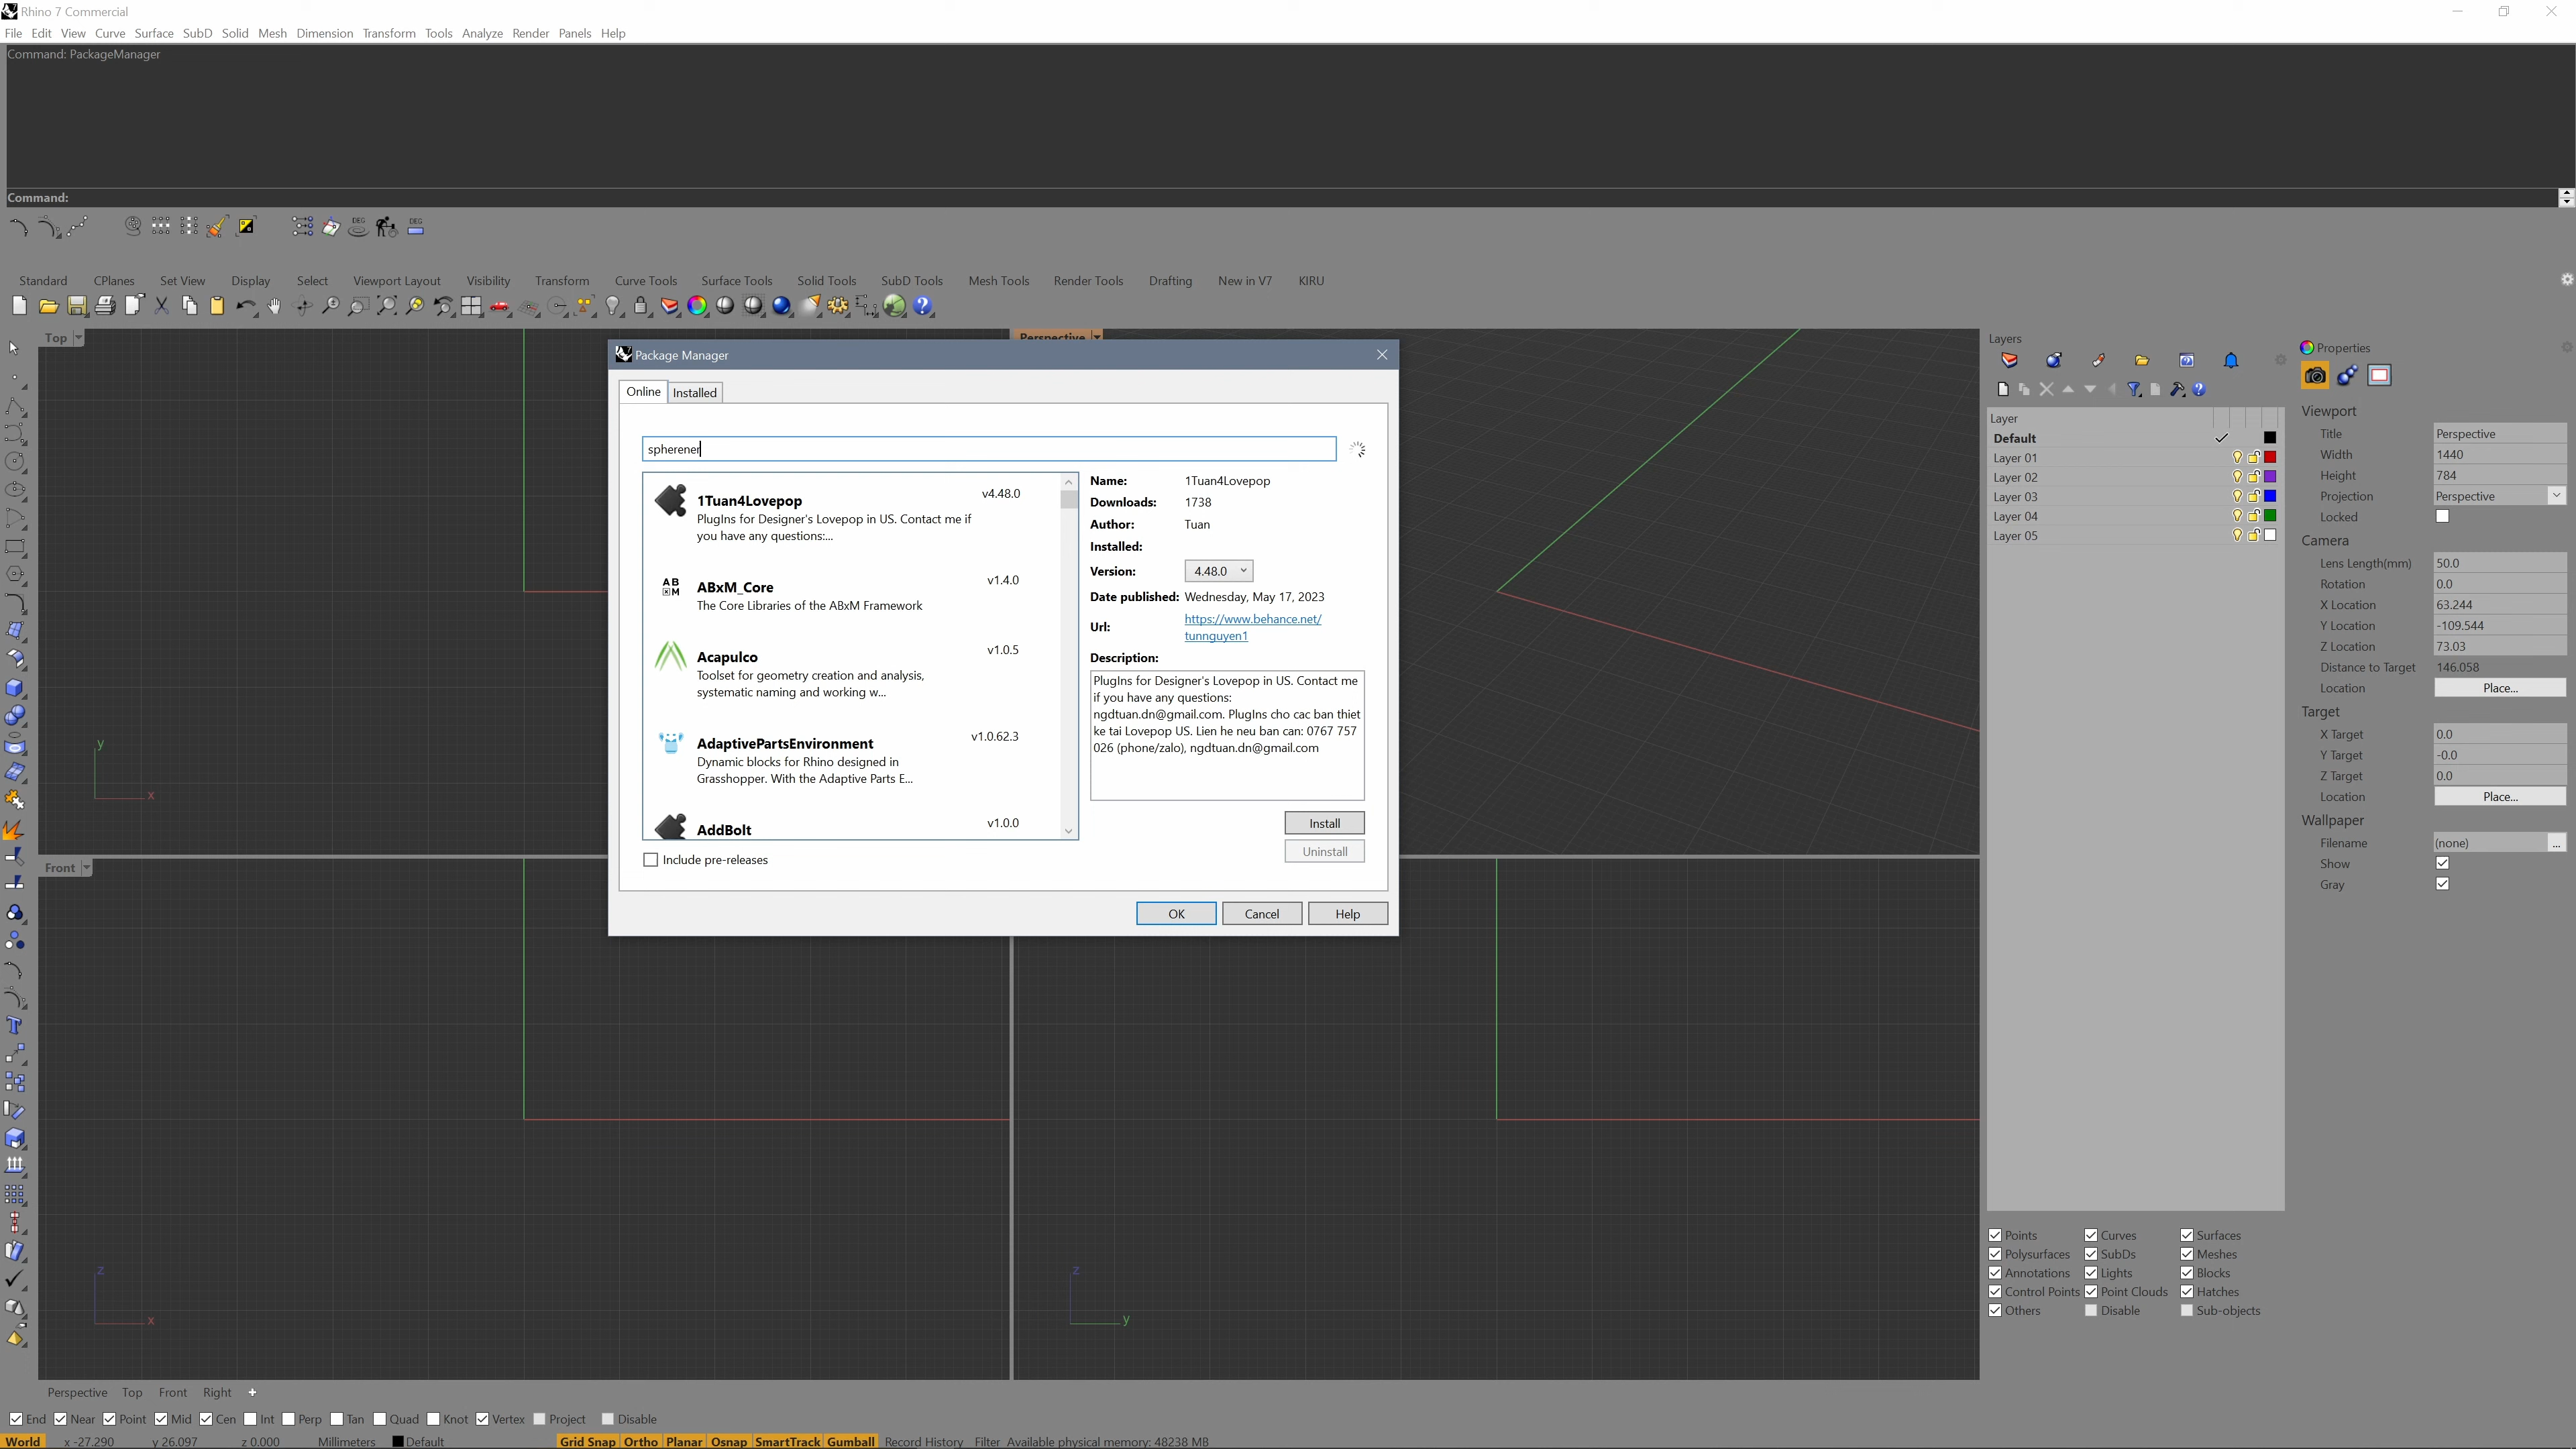 Rhino 7 Commercial
File Edit View Curve Surface SubD Solid Mesh Dimension Transform Tools Analyze Render Panels Help
Command: PackageManager
Command:
DEG DEG
Standard CPlanes Set View Display Select Viewport Layout Visibility Transform Curve Tools Surface Tools Solid Tools SubD Tools Mesh Tools Render Tools Drafting New in V7 KIRU
Top
Perspective
Package Manager
Online Installed
spherener
1Tuan4Lovepop v4.48.0
PlugIns for Designer's Lovepop in US. Contact me if
you have any questions:...
AB
M
ABxM_Core v1.4.0
The Core Libraries of the ABxM Framework
Acapulco v1.0.5
Toolset for geometry creation and analysis,
systematic naming and working w...
AdaptivePartsEnvironment v1.0.62.3
Dynamic blocks for Rhino designed in
Grasshopper. With the Adaptive Parts E...
AddBolt v1.0.0
Include pre-releases
Name: 1Tuan4Lovepop
Downloads: 1738
Author: Tuan
Installed:
Version: 4.48.0
Date published: Wednesday, May 17, 2023
Url: https://www.behance.net/
tunnguyen1
Description:
PlugIns for Designer's Lovepop in US. Contact me
if you have any questions:
ngdtuan.dn@gmail.com. PlugIns cho cac ban thiet
ke tai Lovepop US. Lien he neu ban can: 0767 757
026 (phone/zalo), ngdtuan.dn@gmail.com
Install
Uninstall
OK Cancel Help
y
x
Front
z
x
z
y
Layers
Layer
Default
Layer 01
Layer 02
Layer 03
Layer 04
Layer 05
Points Curves Surfaces
Polysurfaces SubDs Meshes
Annotations Lights Blocks
Control Points Point Clouds Hatches
Others Disable Sub-objects
Properties
Viewport
Title Perspective
Width 1440
Height 784
Projection Perspective
Locked
Camera
Lens Length(mm) 50.0
Rotation 0.0
X Location 63.244
Y Location -109.544
Z Location 73.03
Distance to Target 146.058
Location Place...
Target
X Target 0.0
Y Target -0.0
Z Target 0.0
Location Place...
Wallpaper
Filename (none) ...
Show
Gray
Perspective Top Front Right
End Near Point Mid Cen Int Perp Tan Quad Knot Vertex Project Disable
World x -27.290 y 26.097 z 0.000 Millimeters Default Grid Snap Ortho Planar Osnap SmartTrack Gumball Record History Filter Available physical memory: 48238 MB